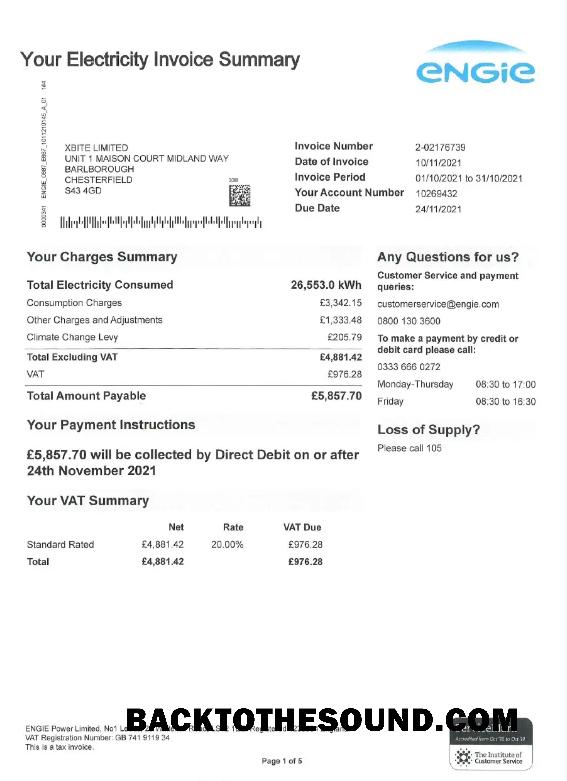 Your Electricity Invoice Summary
ENGIE
XBITE LIMITED
UNIT 1 MAISON COURT MIDLAND WAY
BARLBOROUGH
CHESTERFIELD
S43 4GD
Invoice Number 2-02176739
Date of Invoice 10/11/2021
Invoice Period 01/10/2021 to 31/10/2021
Your Account Number 10269432
Due Date 24/11/2021
Your Charges Summary
Total Electricity Consumed 26,553.0 kWh
Consumption Charges £3,342.15
Other Charges and Adjustments £1,333.48
Climate Change Levy £205.79
Total Excluding VAT £4,881.42
VAT £976.28
Total Amount Payable £5,857.70
Your Payment Instructions
£5,857.70 will be collected by Direct Debit on or after
24th November 2021
Your VAT Summary
Net Rate VAT Due
Standard Rated £4,881.42 20.00% £976.28
Total £4,881.42 £976.28
Any Questions for us?
Customer Service and payment
queries:
customerservice@engie.com
0800 130 3600
To make a payment by credit or
debit card please call:
0333 666 0272
Monday-Thursday 08:30 to 17:00
Friday 08:30 to 16:30
Loss of Supply?
Please call 105
BACKTOTHESOUND.COM
ENGIE Power Limited, No1
VAT Registration Number: GB 741 9119 34
This is a tax invoice.
Page 1 of 5
The Institute of
Customer Service